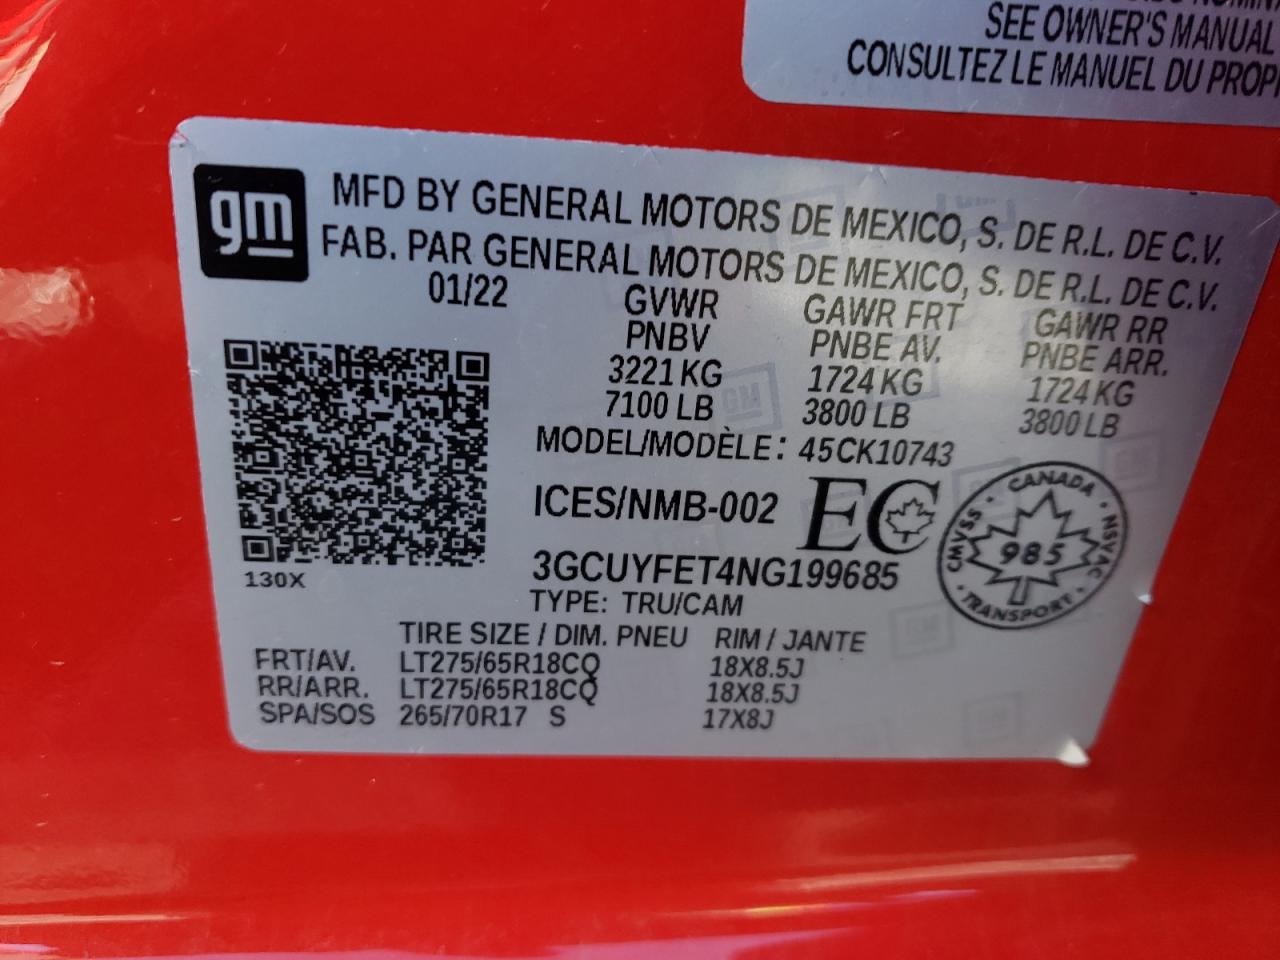 SEE OWNER'S MANUAL
CONSULTEZ LE MANUEL DU
gm
MFD BY GENERAL MOTORS DE MEXICO, S. DE R.L. DE C.V.
FAB. PAR GENERAL MOTORS DE MEXICO, S. DE R.L. DE C.V.
01/22 GVWR GAWR FRT GAWR RR
PNBV PNBE AV. PNBE ARR.
3221 KG 1724 KG 1724 KG
7100 LB 3800 LB 3800 LB
MODEL/MODÈLE: 45CK10743
ICES/NMB-002 EC
CANADA
CMVSS 985 NSVAC
TRANSPORT
3GCUYFET4NG199685
130X
TYPE: TRU/CAM
TIRE SIZE / DIM. PNEU RIM / JANTE
FRT/AV. LT275/65R18CQ 18X8.5J
RR/ARR. LT275/65R18CQ 18X8.5J
SPA/SOS 265/70R17 S 17X8J